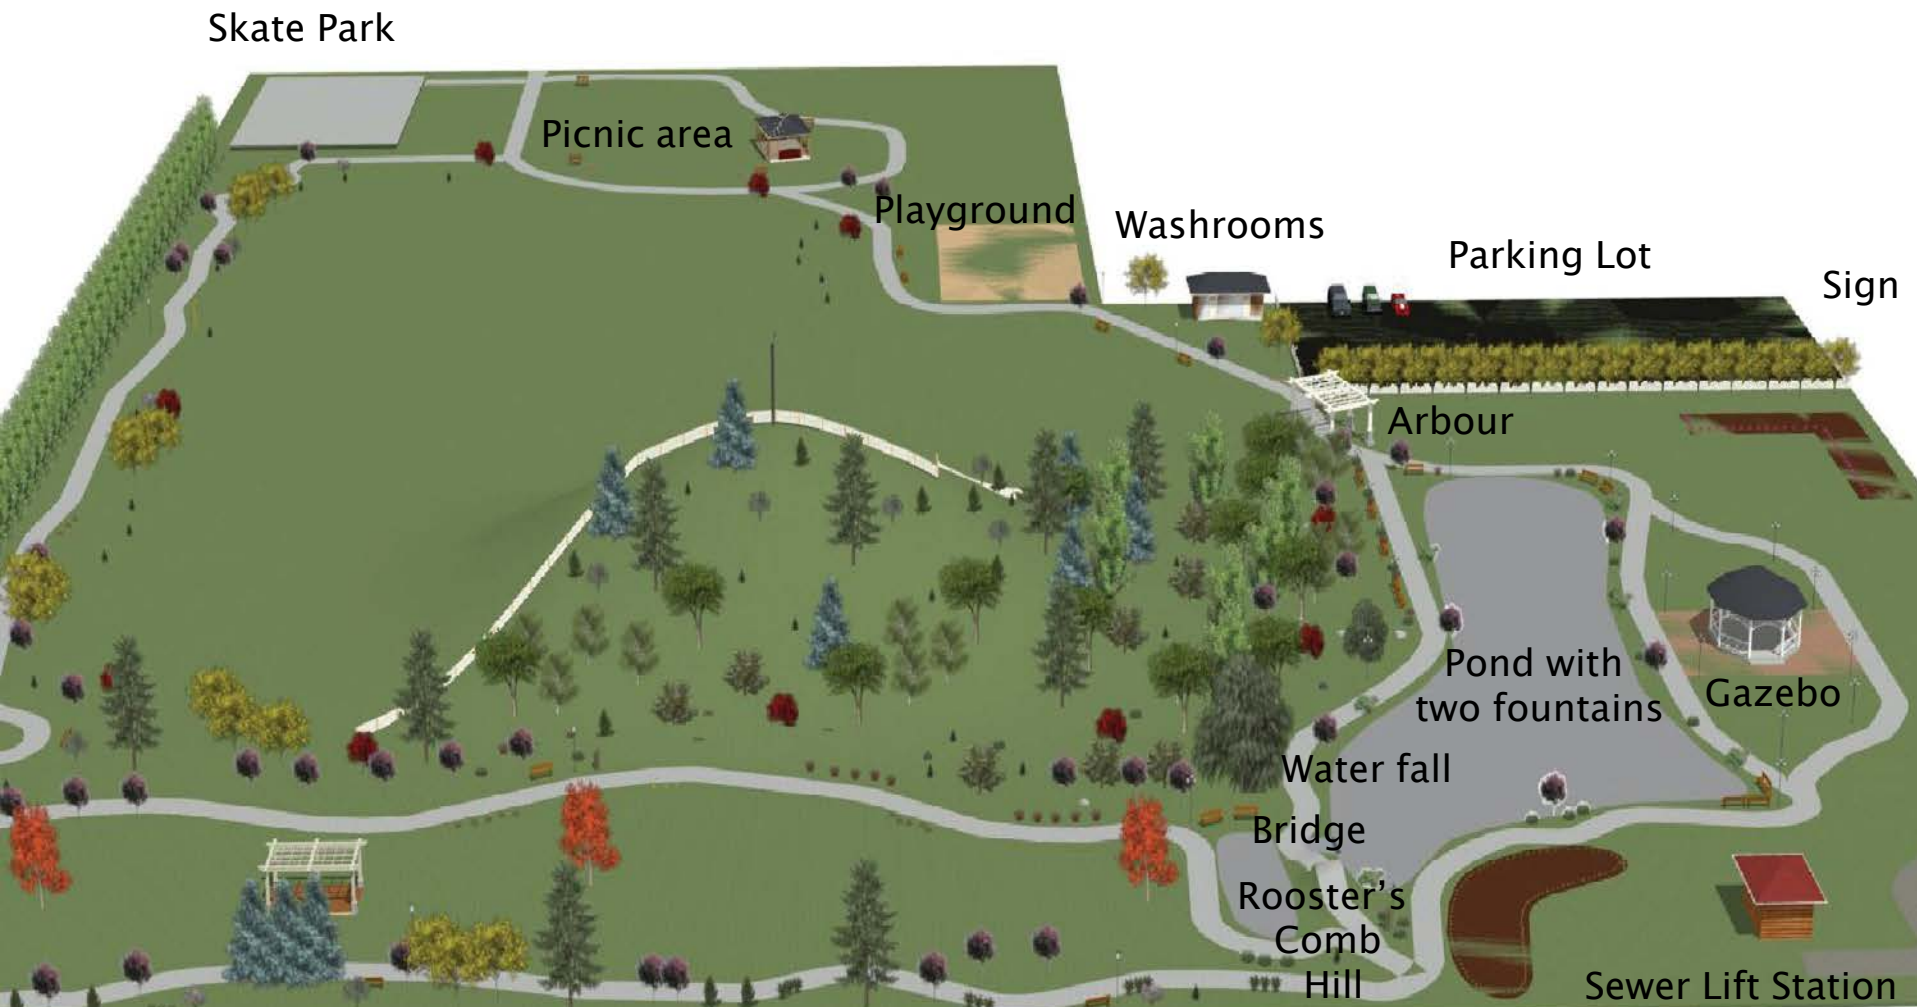 Skate Park
Picnic area
Playground
Washrooms
Parking Lot
Sign
Arbour
Pond with
two fountains
Gazebo
Water fall
Bridge
Rooster's
Comb
Hill
Sewer Lift Station